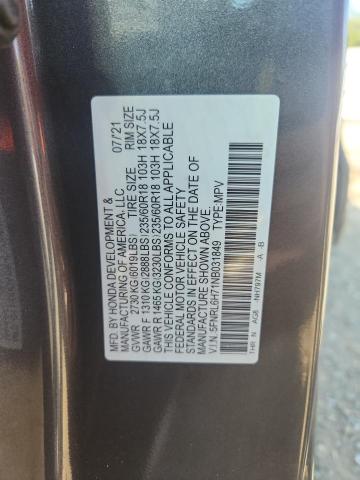 MFD. BY HONDA DEVELOPMENT &
MANUFACTURING OF AMERICA, LLC 07/'21
GVWR 2730 KG(6019LBS) TIRE SIZE RIM SIZE
GAWR F 1310 KG(2888LBS)235/60R18 103H 18X7.5J
GAWR R 1465 KG(3230LBS)235/60R18 103H 18X7.5J
THIS VEHICLE CONFORMS TO ALL APPLICABLE
FEDERAL MOTOR VEHICLE SAFETY
STANDARDS IN EFFECT ON THE DATE OF
MANUFACTURE SHOWN ABOVE.
V.I.N. 5FNRL6H71NB031849 TYPE:MPV
THR N AG8 NH797M -A -B